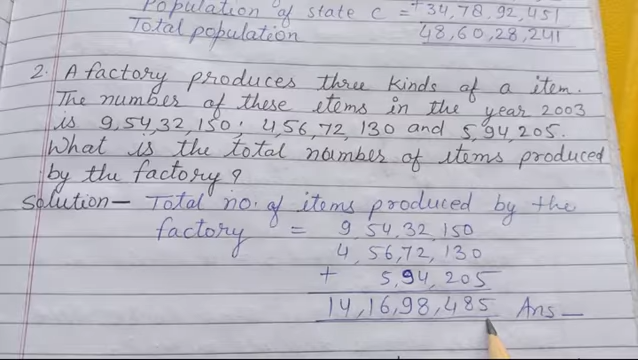 Population of state C = + 34,78,92,451
Total population 48,60,28,241
2. A factory produces three kinds of a item.
The number of these items in the year 2003
is 9,54,32,150; 4,56,72,130 and 5,94,205.
What is the total number of items produced
by the factory?
Solution — Total no. of items produced by the
factory = 9,54,32,150
4,56,72,130
+ 5,94,205
14,16,98,485 Ans —